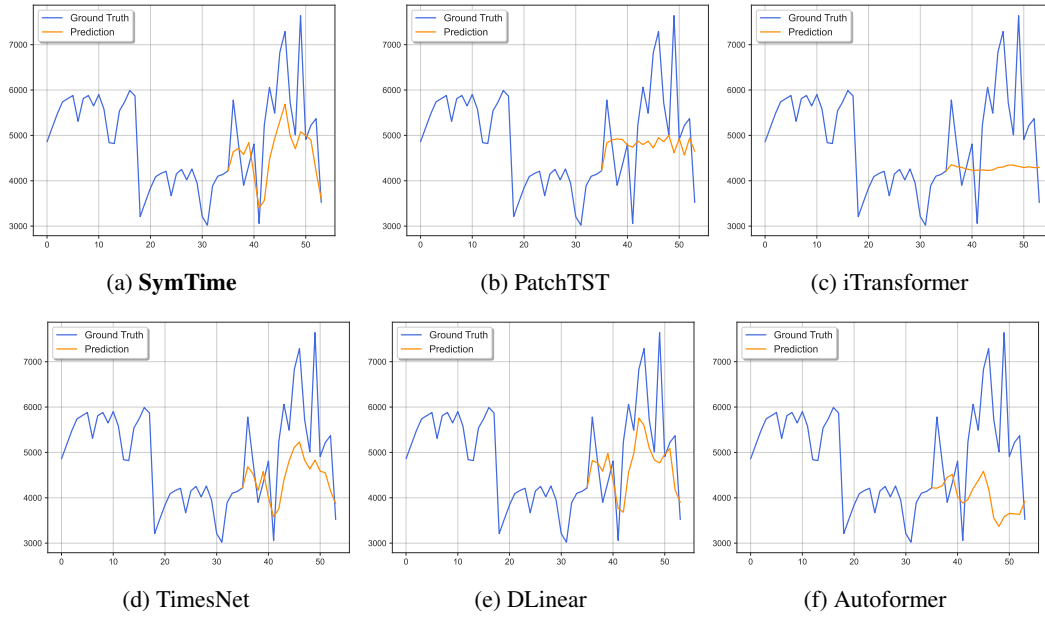 Ground Truth
Prediction
7000
6000
5000
4000
3000
0 10 20 30 40 50
(a) SymTime
Ground Truth
Prediction
7000
6000
5000
4000
3000
0 10 20 30 40 50
(b) PatchTST
Ground Truth
Prediction
7000
6000
5000
4000
3000
0 10 20 30 40 50
(c) iTransformer
Ground Truth
Prediction
7000
6000
5000
4000
3000
0 10 20 30 40 50
(d) TimesNet
Ground Truth
Prediction
7000
6000
5000
4000
3000
0 10 20 30 40 50
(e) DLinear
Ground Truth
Prediction
7000
6000
5000
4000
3000
0 10 20 30 40 50
(f) Autoformer